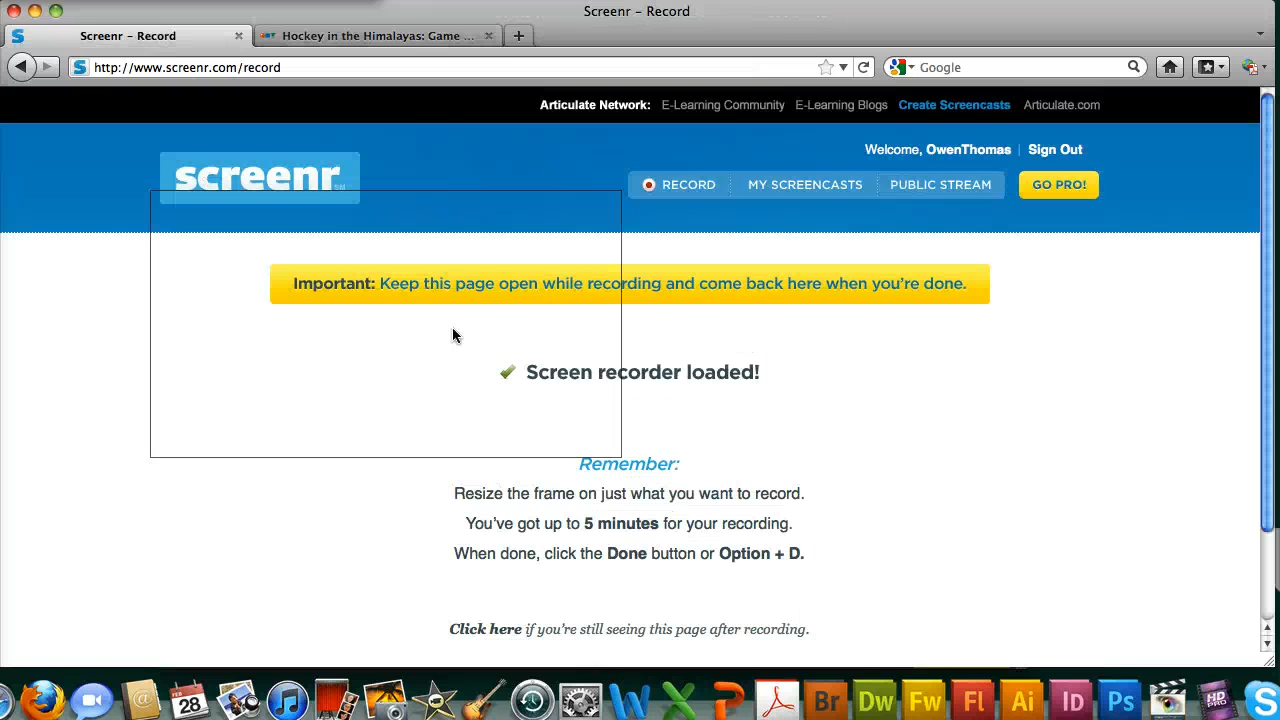 Screenr - Record
Screenr - Record
Hockey in the Himalayas: Game ...
http://www.screenr.com/record
Google
Articulate Network: E-Learning Community E-Learning Blogs Create Screencasts Articulate.com
Welcome, OwenThomas | Sign Out
screenr
RECORD MY SCREENCASTS PUBLIC STREAM GO PRO!
Important: Keep this page open while recording and come back here when you're done.
Screen recorder loaded!
Remember:
Resize the frame on just what you want to record.
You've got up to 5 minutes for your recording.
When done, click the Done button or Option + D.
Click here if you're still seeing this page after recording.
FEB
28
Br Dw Fw Fl Ai Id Ps HD PRO